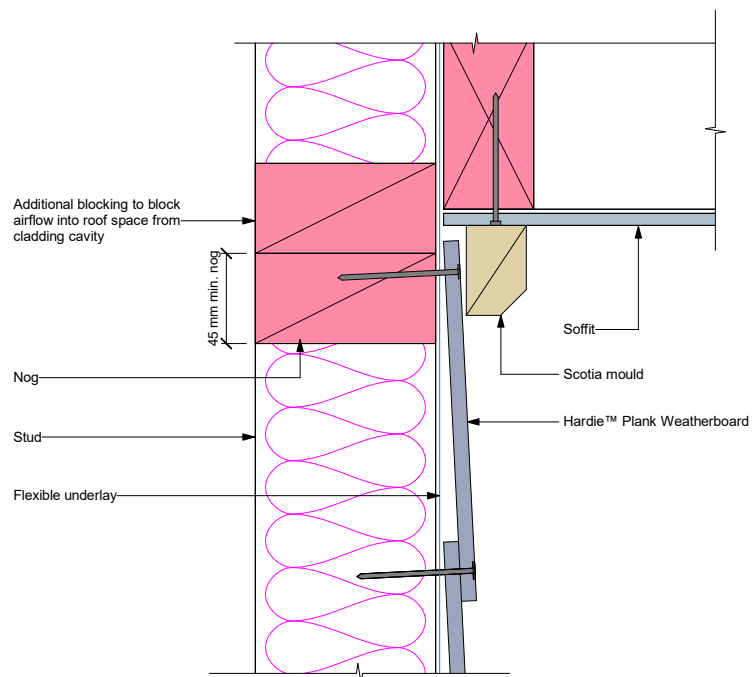 Additional blocking to block
airflow into roof space from
cladding cavity
45 mm min. nog
Soffit
Nog
Scotia mould
Hardie™ Plank Weatherboard
Stud
Flexible underlay